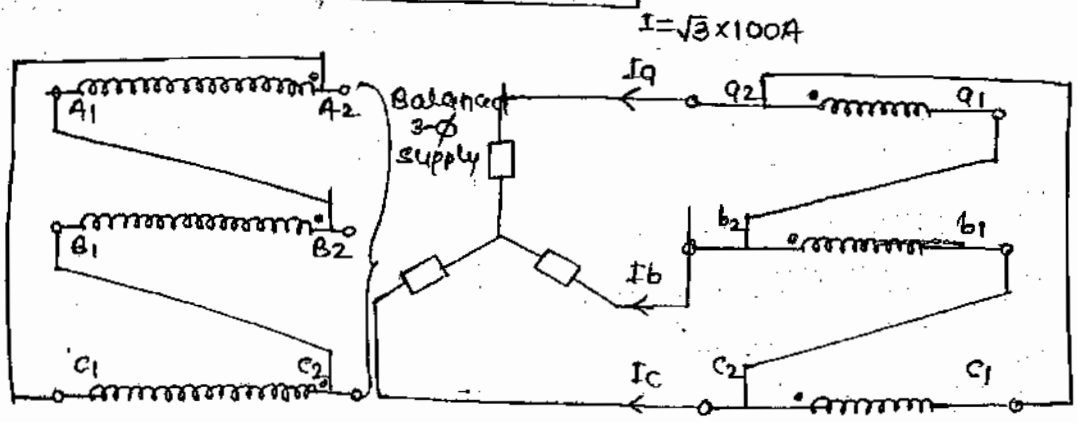 I=√3×100A
Balanced
3-Ø
supply
A1
A2
B1
B2
C1
C2
Ia
a2
a1
Ib
b2
b1
Ic
C2
C1